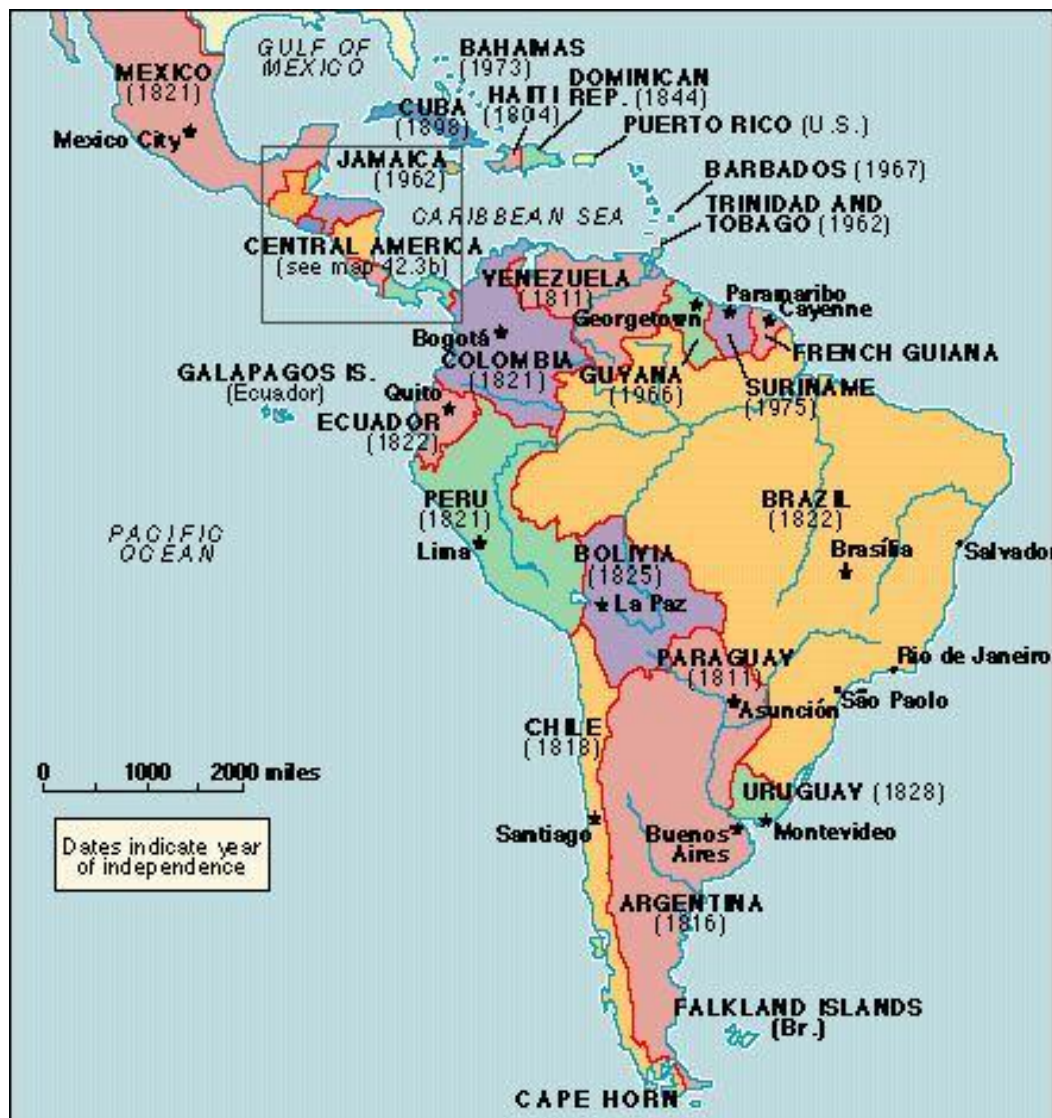 GULF OF
MEXICO
BAHAMAS
(1973)
DOMINICAN
REP. (1844)
MEXICO
(1821)
HAITI
(1804)
CUBA
(1898)
PUERTO RICO (U.S.)
Mexico City
JAMAICA
(1962)
BARBADOS (1967)
CARIBBEAN SEA
TRINIDAD AND
TOBAGO (1962)
CENTRAL AMERICA
(see map 42.3b)
VENEZUELA
(1811)
Paramaribo
Georgetown
Cayenne
Bogotá
FRENCH GUIANA
COLOMBIA
(1821)
GUYANA
(1966)
SURINAME
(1975)
GALAPAGOS IS.
(Ecuador)
Quito
ECUADOR
(1822)
PERU
(1821)
BRAZIL
(1822)
PACIFIC
OCEAN
Lima
BOLIVIA
(1825)
Brasília
Salvador
La Paz
PARAGUAY
(1811)
Rio de Janeiro
São Paolo
Asunción
CHILE
(1818)
0 1000 2000 miles
URUGUAY (1828)
Santiago
Buenos
Aires
Montevideo
Dates indicate year
of independence
ARGENTINA
(1816)
FALKLAND ISLANDS
(Br.)
CAPE HORN